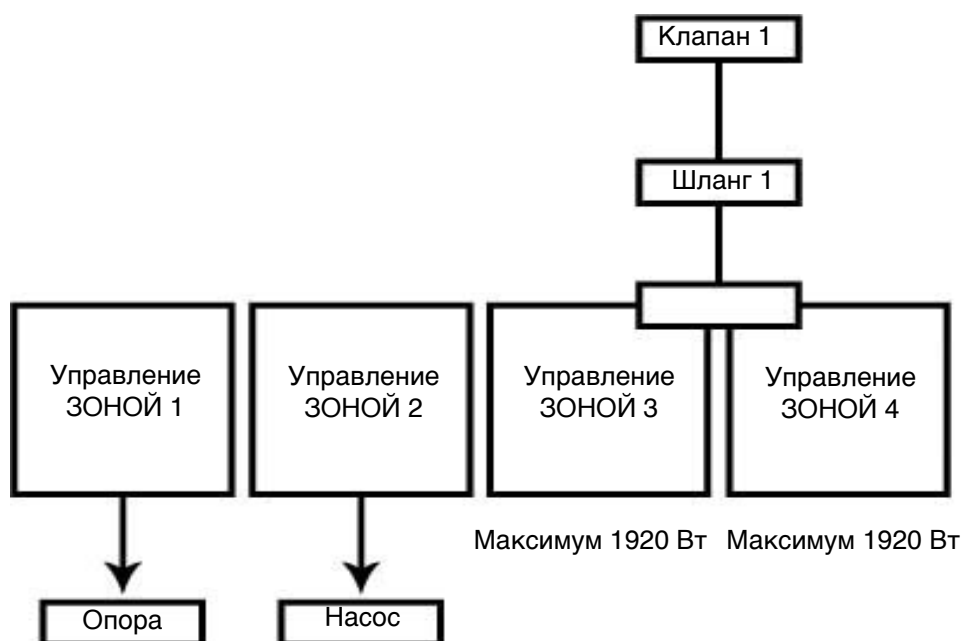 Клапан 1
Шланг 1
Управление
ЗОНОЙ 1
Управление
ЗОНОЙ 2
Управление
ЗОНОЙ 3
Управление
ЗОНОЙ 4
Максимум 1920 Вт
Максимум 1920 Вт
Опора
Насос